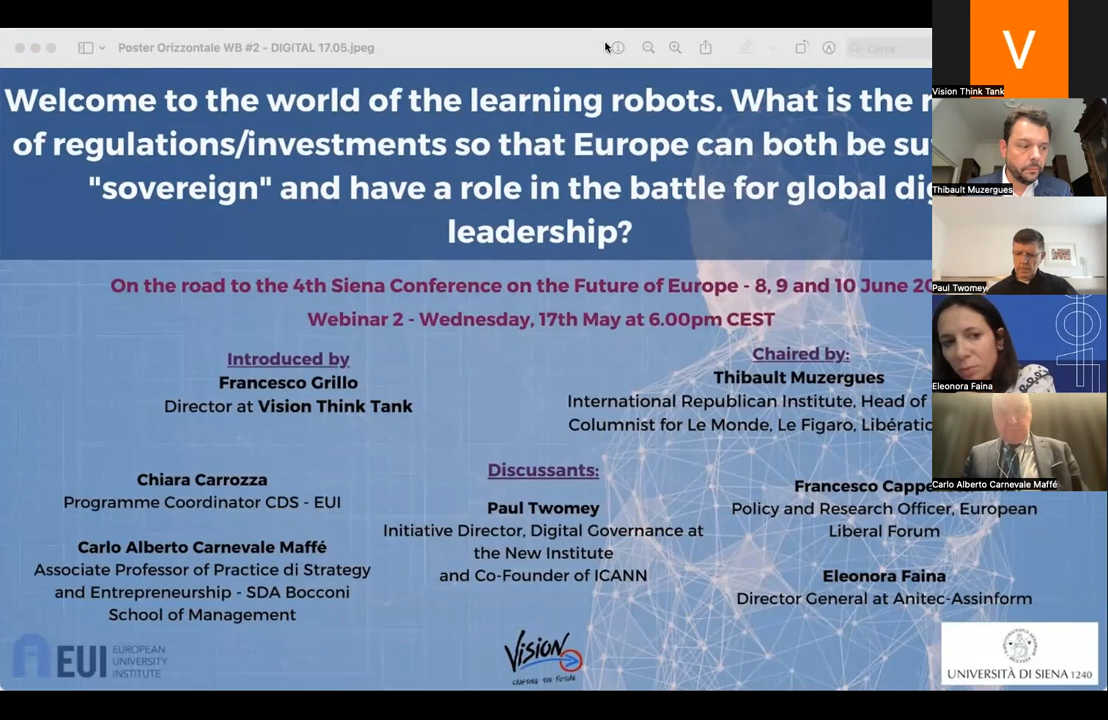 Poster Orizzontale WB #2 - DIGITAL 17.05.jpeg
Cerca
Welcome to the world of the learning robots. What is the
of regulations/investments so that Europe can both be
"sovereign" and have a role in the battle for global
leadership?
On the road to the 4th Siena Conference on the Future of Europe - 8, 9 and 10 June
Webinar 2 - Wednesday, 17th May at 6.00pm CEST
Introduced by
Francesco Grillo
Director at Vision Think Tank
Chaired by:
Thibault Muzergues
International Republican Institute, Head of
Columnist for Le Monde, Le Figaro,
Chiara Carrozza
Programme Coordinator CDS - EUI
Carlo Alberto Carnevale Maffé
Associate Professor of Practice di Strategy
and Entrepreneurship - SDA Bocconi
School of Management
Discussants:
Paul Twomey
Initiative Director, Digital Governance at
the New Institute
and Co-Founder of ICANN
Francesco
Policy and Research Officer, European
Liberal Forum
Eleonora Faina
Director General at Anitec-Assinform
EUI
EUROPEAN
UNIVERSITY
INSTITUTE
VISION
CRAFTING THE FUTURE
UNIVERSITÀ DI SIENA 1240
V
Vision Think Tank
Thibault Muzergues
Paul Twomey
Eleonora Faina
Carlo Alberto Carnevale Maffé